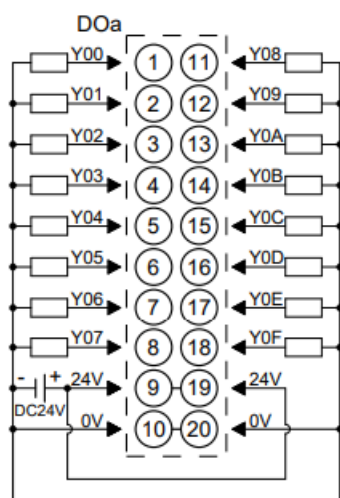 DOa
Y00 1 11 Y08
Y01 2 12 Y09
Y02 3 13 Y0A
Y03 4 14 Y0B
Y04 5 15 Y0C
Y05 6 16 Y0D
Y06 7 17 Y0E
Y07 8 18 Y0F
- + 24V 9 19 24V
DC24V 0V 10 20 0V